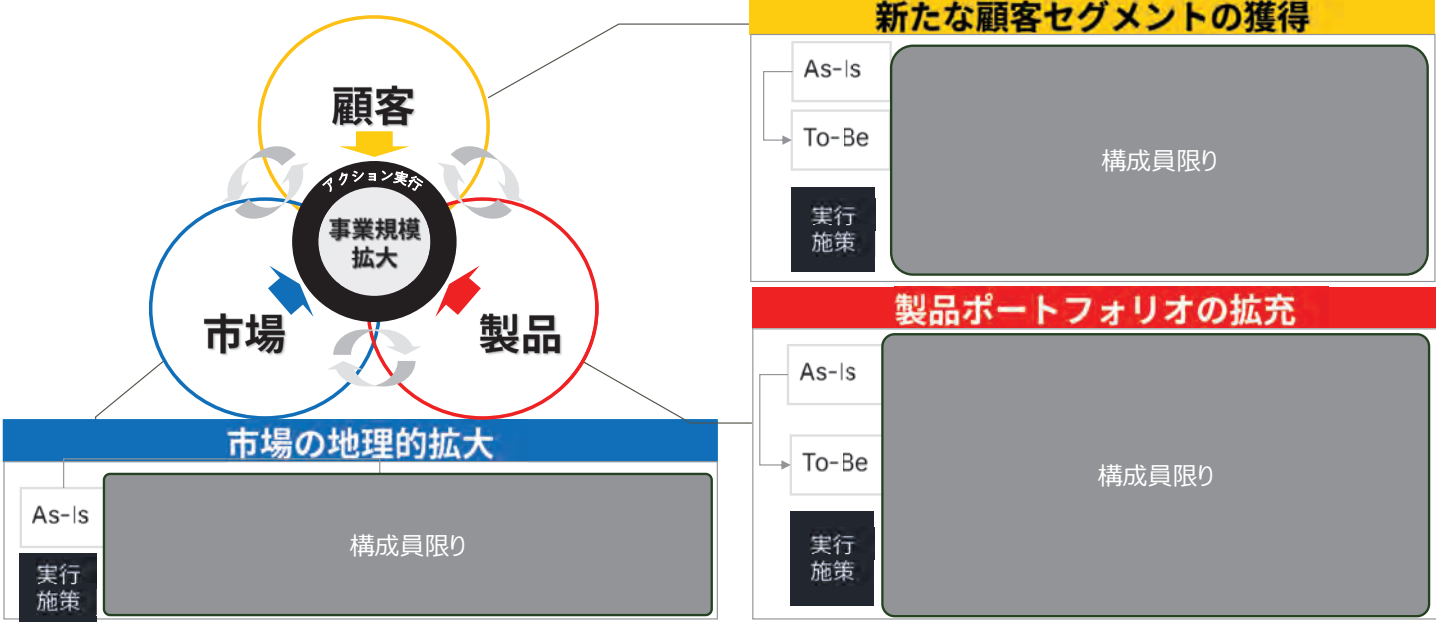 顧客
アクション実行
事業規模
拡大
市場
製品
新たな顧客セグメントの獲得
As-Is
To-Be
実行
施策
構成員限り
製品ポートフォリオの拡充
As-Is
To-Be
実行
施策
構成員限り
市場の地理的拡大
As-Is
実行
施策
構成員限り